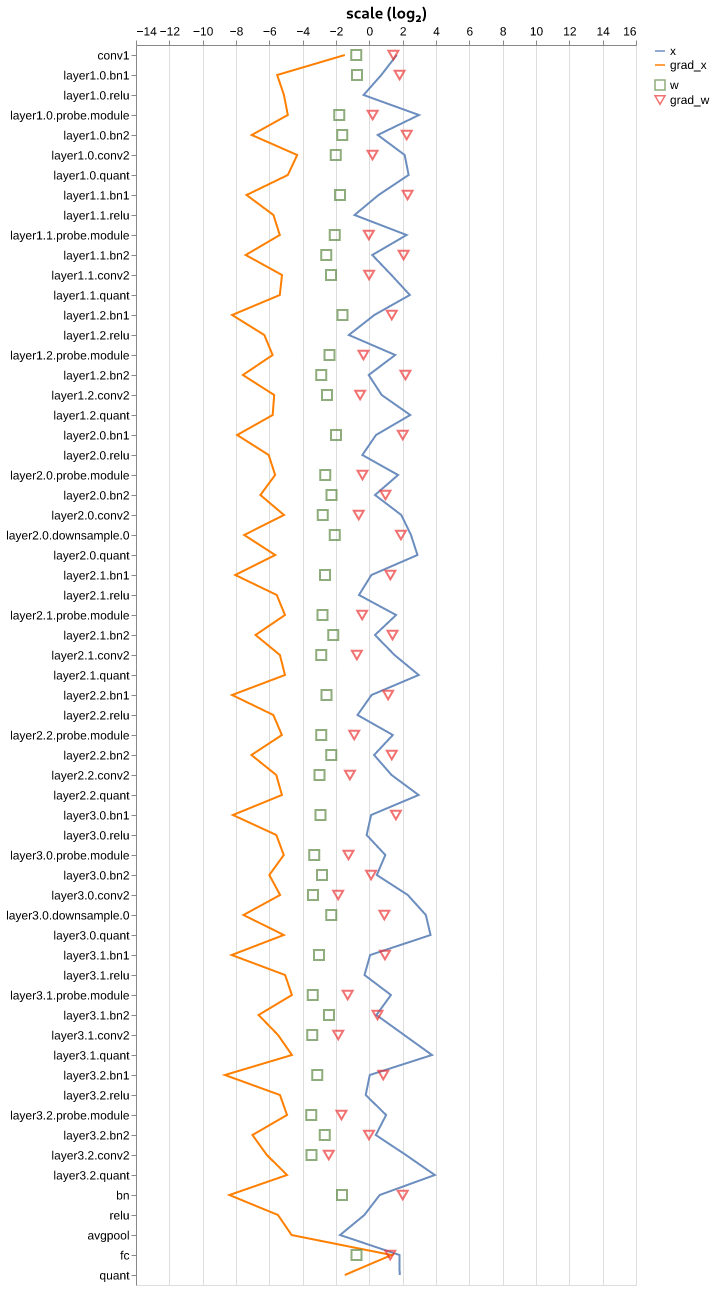 scale (log₂)
−14 −12 −10 −8 −6 −4 −2 0 2 4 6 8 10 12 14 16
x
grad_x
w
grad_w
conv1
layer1.0.bn1
layer1.0.relu
layer1.0.probe.module
layer1.0.bn2
layer1.0.conv2
layer1.0.quant
layer1.1.bn1
layer1.1.relu
layer1.1.probe.module
layer1.1.bn2
layer1.1.conv2
layer1.1.quant
layer1.2.bn1
layer1.2.relu
layer1.2.probe.module
layer1.2.bn2
layer1.2.conv2
layer1.2.quant
layer2.0.bn1
layer2.0.relu
layer2.0.probe.module
layer2.0.bn2
layer2.0.conv2
layer2.0.downsample.0
layer2.0.quant
layer2.1.bn1
layer2.1.relu
layer2.1.probe.module
layer2.1.bn2
layer2.1.conv2
layer2.1.quant
layer2.2.bn1
layer2.2.relu
layer2.2.probe.module
layer2.2.bn2
layer2.2.conv2
layer2.2.quant
layer3.0.bn1
layer3.0.relu
layer3.0.probe.module
layer3.0.bn2
layer3.0.conv2
layer3.0.downsample.0
layer3.0.quant
layer3.1.bn1
layer3.1.relu
layer3.1.probe.module
layer3.1.bn2
layer3.1.conv2
layer3.1.quant
layer3.2.bn1
layer3.2.relu
layer3.2.probe.module
layer3.2.bn2
layer3.2.conv2
layer3.2.quant
bn
relu
avgpool
fc
quant